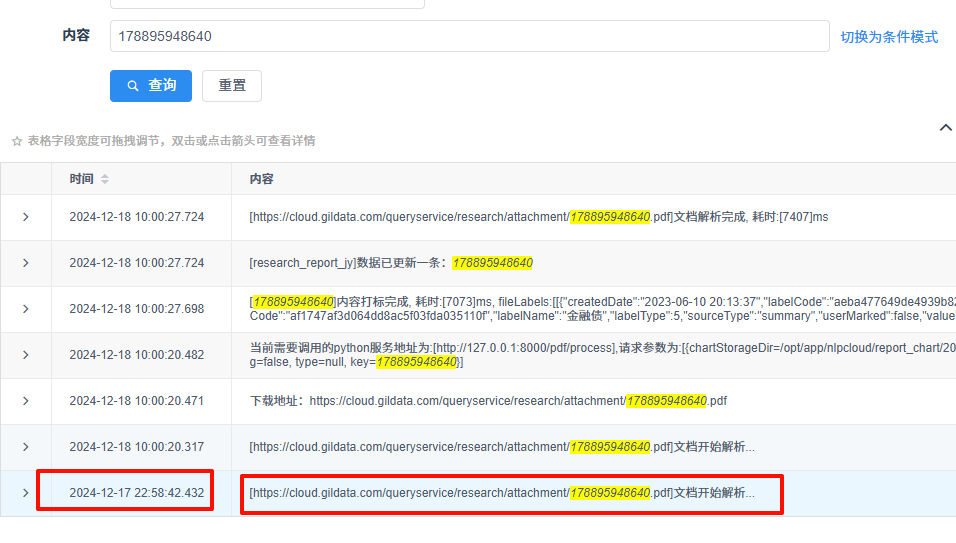 内容
178895948640
切换为条件模式
查询
重置
表格字段宽度可拖拽调节，双击或点击箭头可查看详情
时间
内容
2024-12-18 10:00:27.724
[https://cloud.gildata.com/queryservice/research/attachment/178895948640.pdf]文档解析完成, 耗时:[7407]ms
2024-12-18 10:00:27.724
[research_report_jy]数据已更新一条：178895948640
2024-12-18 10:00:27.698
[178895948640]内容打标完成, 耗时:[7073]ms, fileLabels:[[{"createdDate":"2023-06-10 20:13:37","labelCode":"aeba477649de4939b82
Code":"af1747af3d064dd8ac5f03fda035110f","labelName":"金融债","labelType":5,"sourceType":"summary","userMarked":false,"value
2024-12-18 10:00:20.482
当前需要调用的python服务地址为:[http://127.0.0.1:8000/pdf/process],请求参数为:[{chartStorageDir=/opt/app/nlpcloud/report_chart/20
g=false, type=null, key=178895948640}]
2024-12-18 10:00:20.471
下载地址：https://cloud.gildata.com/queryservice/research/attachment/178895948640.pdf
2024-12-18 10:00:20.317
[https://cloud.gildata.com/queryservice/research/attachment/178895948640.pdf]文档开始解析...
2024-12-17 22:58:42.432
[https://cloud.gildata.com/queryservice/research/attachment/178895948640.pdf]文档开始解析...